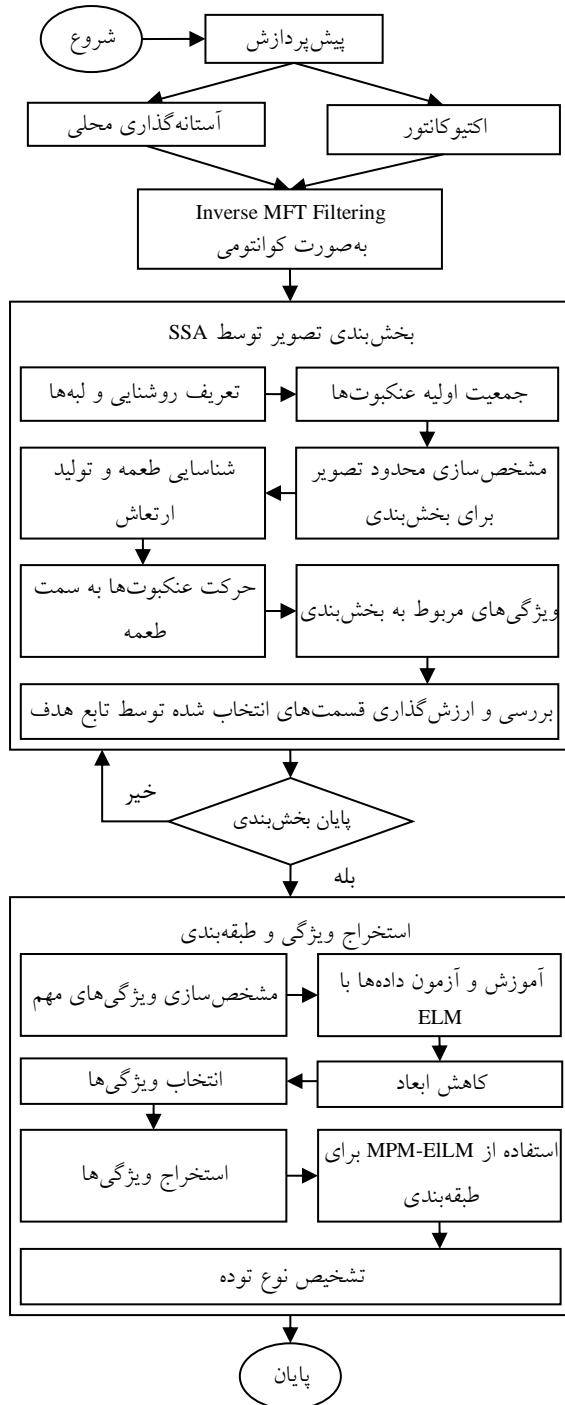 شروع
پیش‌پردازش
آستانه‌گذاری محلی
اکتیوکانتور
Inverse MFT Filtering
به‌صورت کوانتومی
بخش‌بندی تصویر توسط SSA
تعریف روشنایی و لبه‌ها
جمعیت اولیه عنکبوت‌ها
مشخص‌سازی محدود تصویر
برای بخش‌بندی
شناسایی طعمه و تولید
ارتعاش
حرکت عنکبوت‌ها به سمت
طعمه
ویژگی‌های مربوط به بخش‌بندی
بررسی و ارزش‌گذاری قسمت‌های انتخاب شده توسط تابع هدف
خیر
پایان بخش‌بندی
بله
استخراج ویژگی و طبقه‌بندی
مشخص‌سازی ویژگی‌های مهم
آموزش و آزمون داده‌ها با
ELM
کاهش ابعاد
انتخاب ویژگی‌ها
استخراج ویژگی‌ها
استفاده از MPM-ElLM برای
طبقه‌بندی
تشخیص نوع توده
پایان